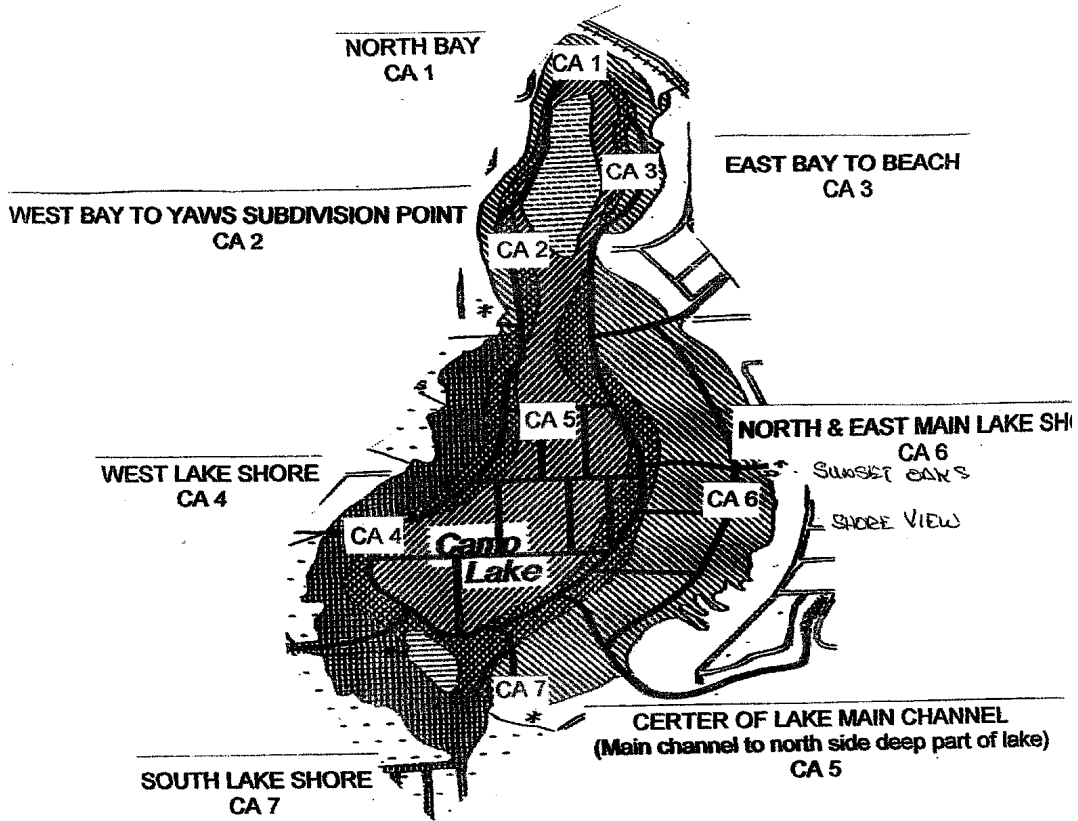 NORTH BAY
CA 1
CA 1
CA 3
EAST BAY TO BEACH
CA 3
WEST BAY TO YAWS SUBDIVISION POINT
CA 2
CA 2
CA 5
NORTH & EAST MAIN LAKE SHO
CA 6
SUNSET OAKS
SHORE VIEW
WEST LAKE SHORE
CA 4
CA 6
CA 4
Camp
Lake
CA 7
CERTER OF LAKE MAIN CHANNEL
(Main channel to north side deep part of lake)
CA 5
SOUTH LAKE SHORE
CA 7